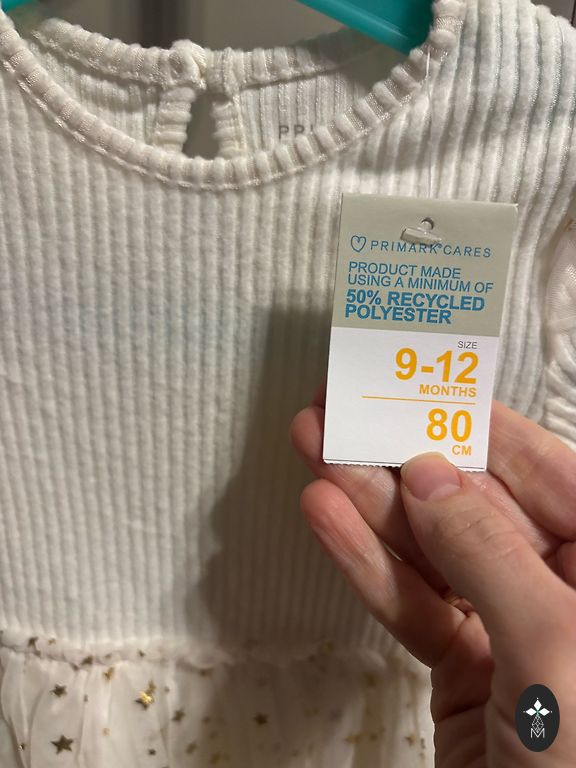 PRIMARK CARES
PRODUCT MADE
USING A MINIMUM OF
50% RECYCLED
POLYESTER
SIZE
9-12
MONTHS
80
CM